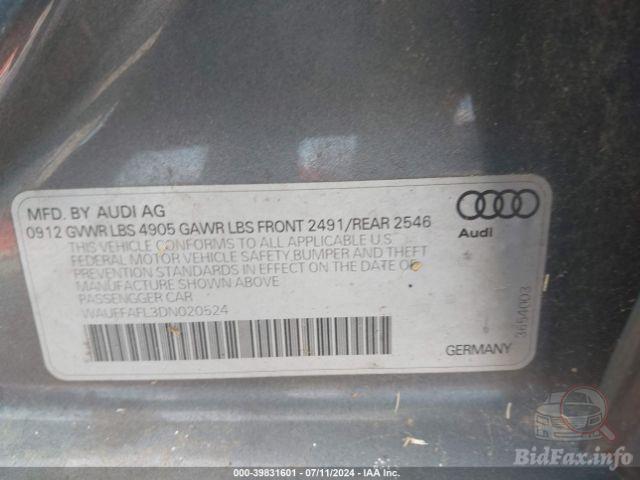 MFD. BY AUDI AG
0912 GVWR LBS 4905 GAWR LBS FRONT 2491/REAR 2546
THIS VEHICLE CONFORMS TO ALL APPLICABLE U.S
FEDERAL MOTOR VEHICLE SAFETY,BUMPER AND THEFT
PREVENTION STANDARDS IN EFFECT ON THE DATE OF
MANUFACTURE SHOWN ABOVE
PASSENGGER CAR
WAUFFAFL3DN020524
Audi
3654003
GERMANY
BidFax.info
000-39831601 / 07/11/2024 - IAA Inc.